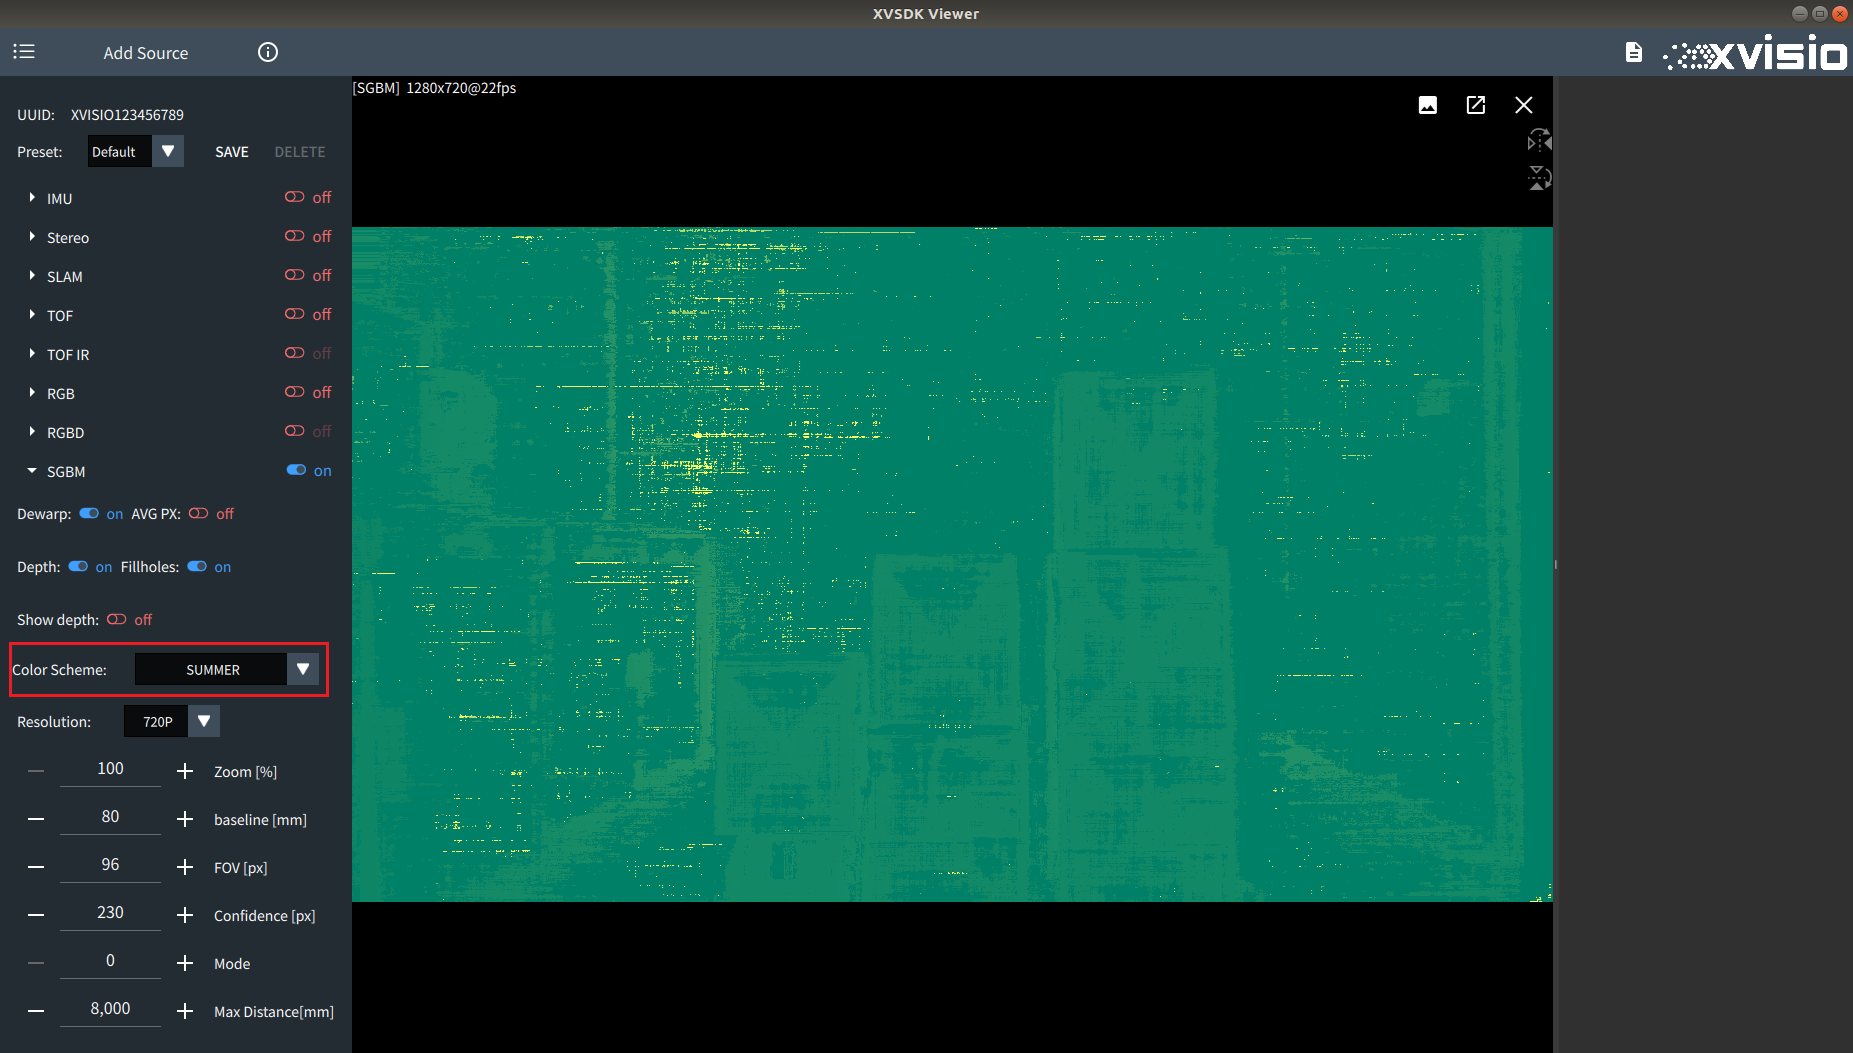 XVSDK Viewer
Add Source
xvisio
[SGBM] 1280x720@22fps
UUID: XVISIO123456789
Preset: Default SAVE DELETE
IMU off
Stereo off
SLAM off
TOF off
TOF IR off
RGB off
RGBD off
SGBM on
Dewarp: on AVG PX: off
Depth: on Fillholes: on
Show depth: off
Color Scheme: SUMMER
Resolution: 720P
100 Zoom [%]
80 baseline [mm]
96 FOV [px]
230 Confidence [px]
0 Mode
8,000 Max Distance[mm]